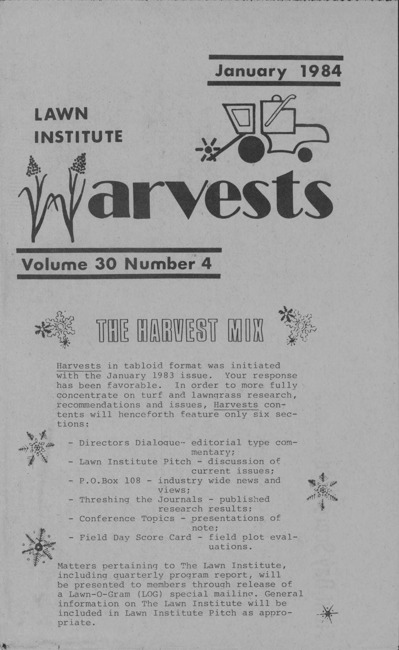 January 1984
LAWN
INSTITUTE
Harvests
Volume 30 Number 4
THE HARVEST MIX
Harvests in tabloid format was initiated
with the January 1983 issue. Your response
has been favorable. In order to more fully
concentrate on turf and lawngrass research,
recommendations and issues, Harvests con-
tents will henceforth feature only six sec-
tions:
- Directors Dialogue- editorial type com-
mentary;
- Lawn Institute Pitch - discussion of
current issues;
- P.O.Box 108 - industry wide news and
views;
- Threshing the Journals - published
research results;
- Conference Topics - presentations of
note;
- Field Day Score Card - field plot eval-
uations.
Matters pertaining to The Lawn Institute,
including quarterly program report, will
be presented to members through release of
a Lawn-O-Gram (LOG) special mailing. General
information on The Lawn Institute will be
included in Lawn Institute Pitch as appro-
priate.